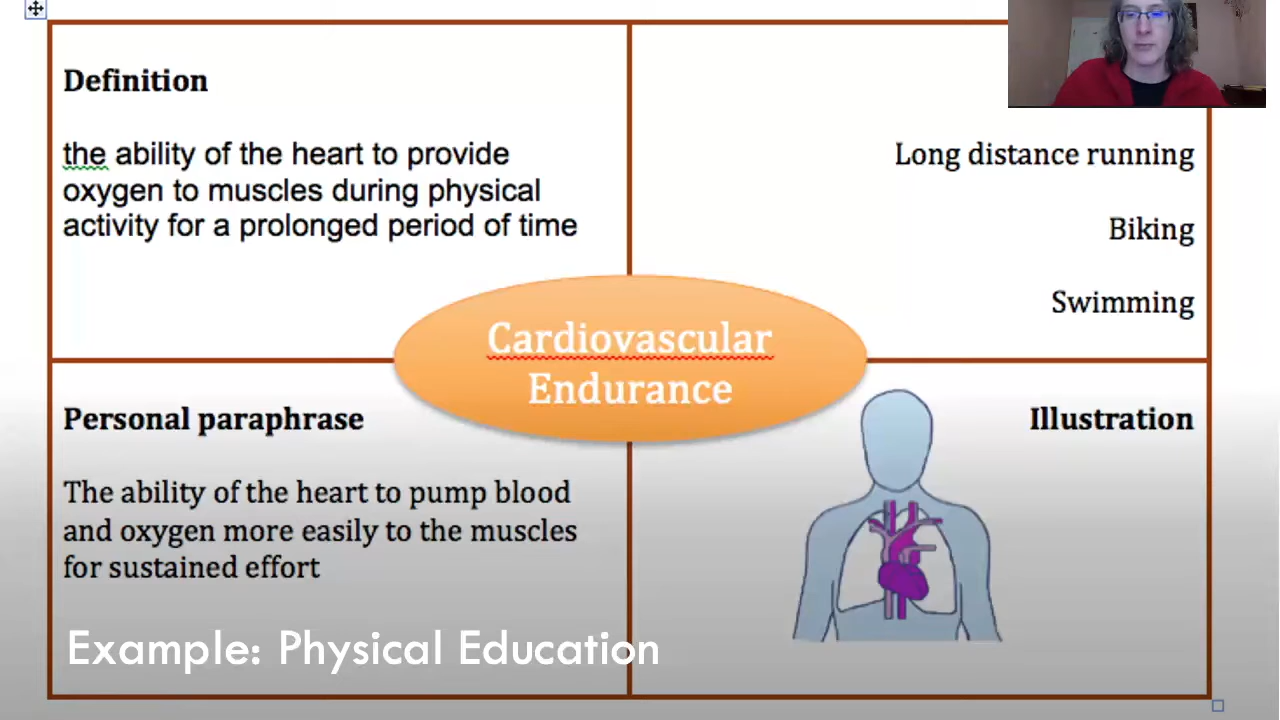 Definition
the ability of the heart to provide
oxygen to muscles during physical
activity for a prolonged period of time
Long distance running
Biking
Swimming
Cardiovascular
Endurance
Personal paraphrase
The ability of the heart to pump blood
and oxygen more easily to the muscles
for sustained effort
Illustration
Example: Physical Education